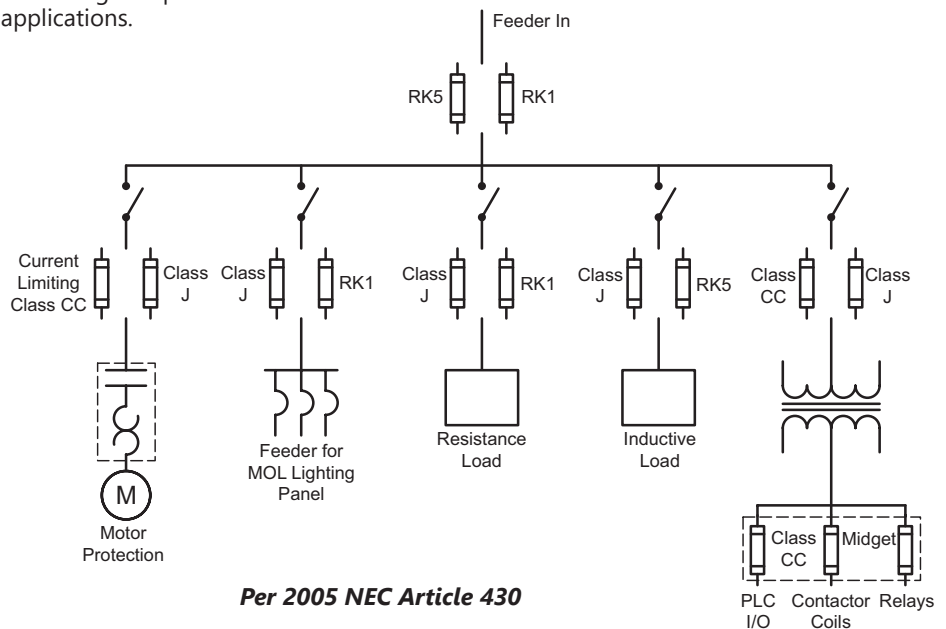 applications.
Feeder In
RK5
RK1
Current
Limiting
Class CC
Class
J
Class
J
RK1
Class
J
RK1
Class
J
RK5
Class
CC
Class
J
M
Motor
Protection
Feeder for
MOL Lighting
Panel
Resistance
Load
Inductive
Load
Class
CC
Midget
PLC
I/O
Contactor
Coils
Relays
Per 2005 NEC Article 430